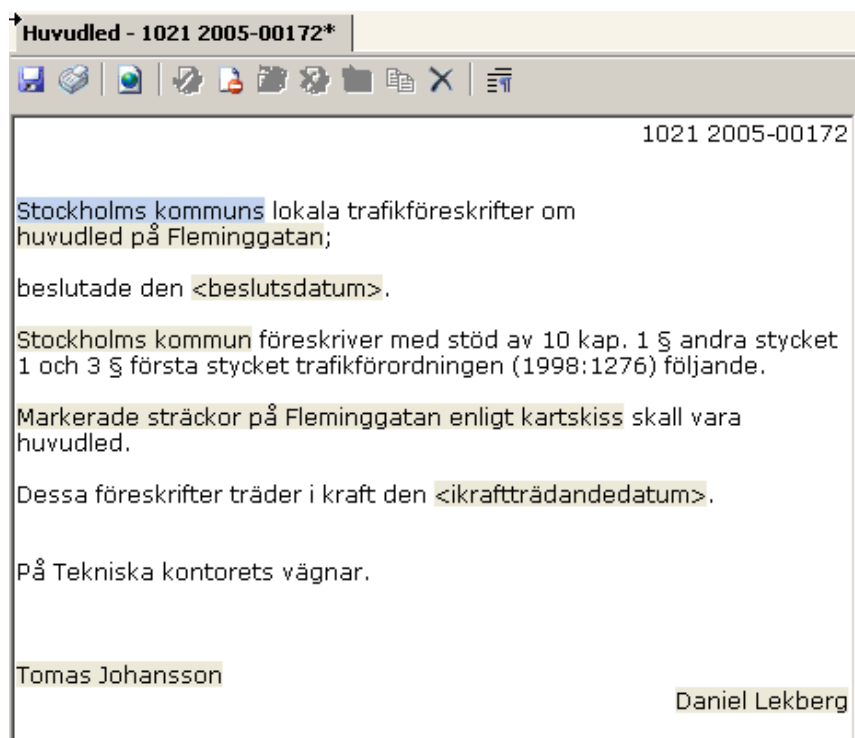 Huvudled - 1021 2005-00172*
1021 2005-00172
Stockholms kommuns lokala trafikföreskrifter om
huvudled på Fleminggatan;
beslutade den <beslutsdatum>.
Stockholms kommun föreskriver med stöd av 10 kap. 1 § andra stycket
1 och 3 § första stycket trafikförordningen (1998:1276) följande.
Markerade sträckor på Fleminggatan enligt kartskiss skall vara
huvudled.
Dessa föreskrifter träder i kraft den <ikraftträdandedatum>.
På Tekniska kontorets vägnar.
Tomas Johansson
Daniel Lekberg